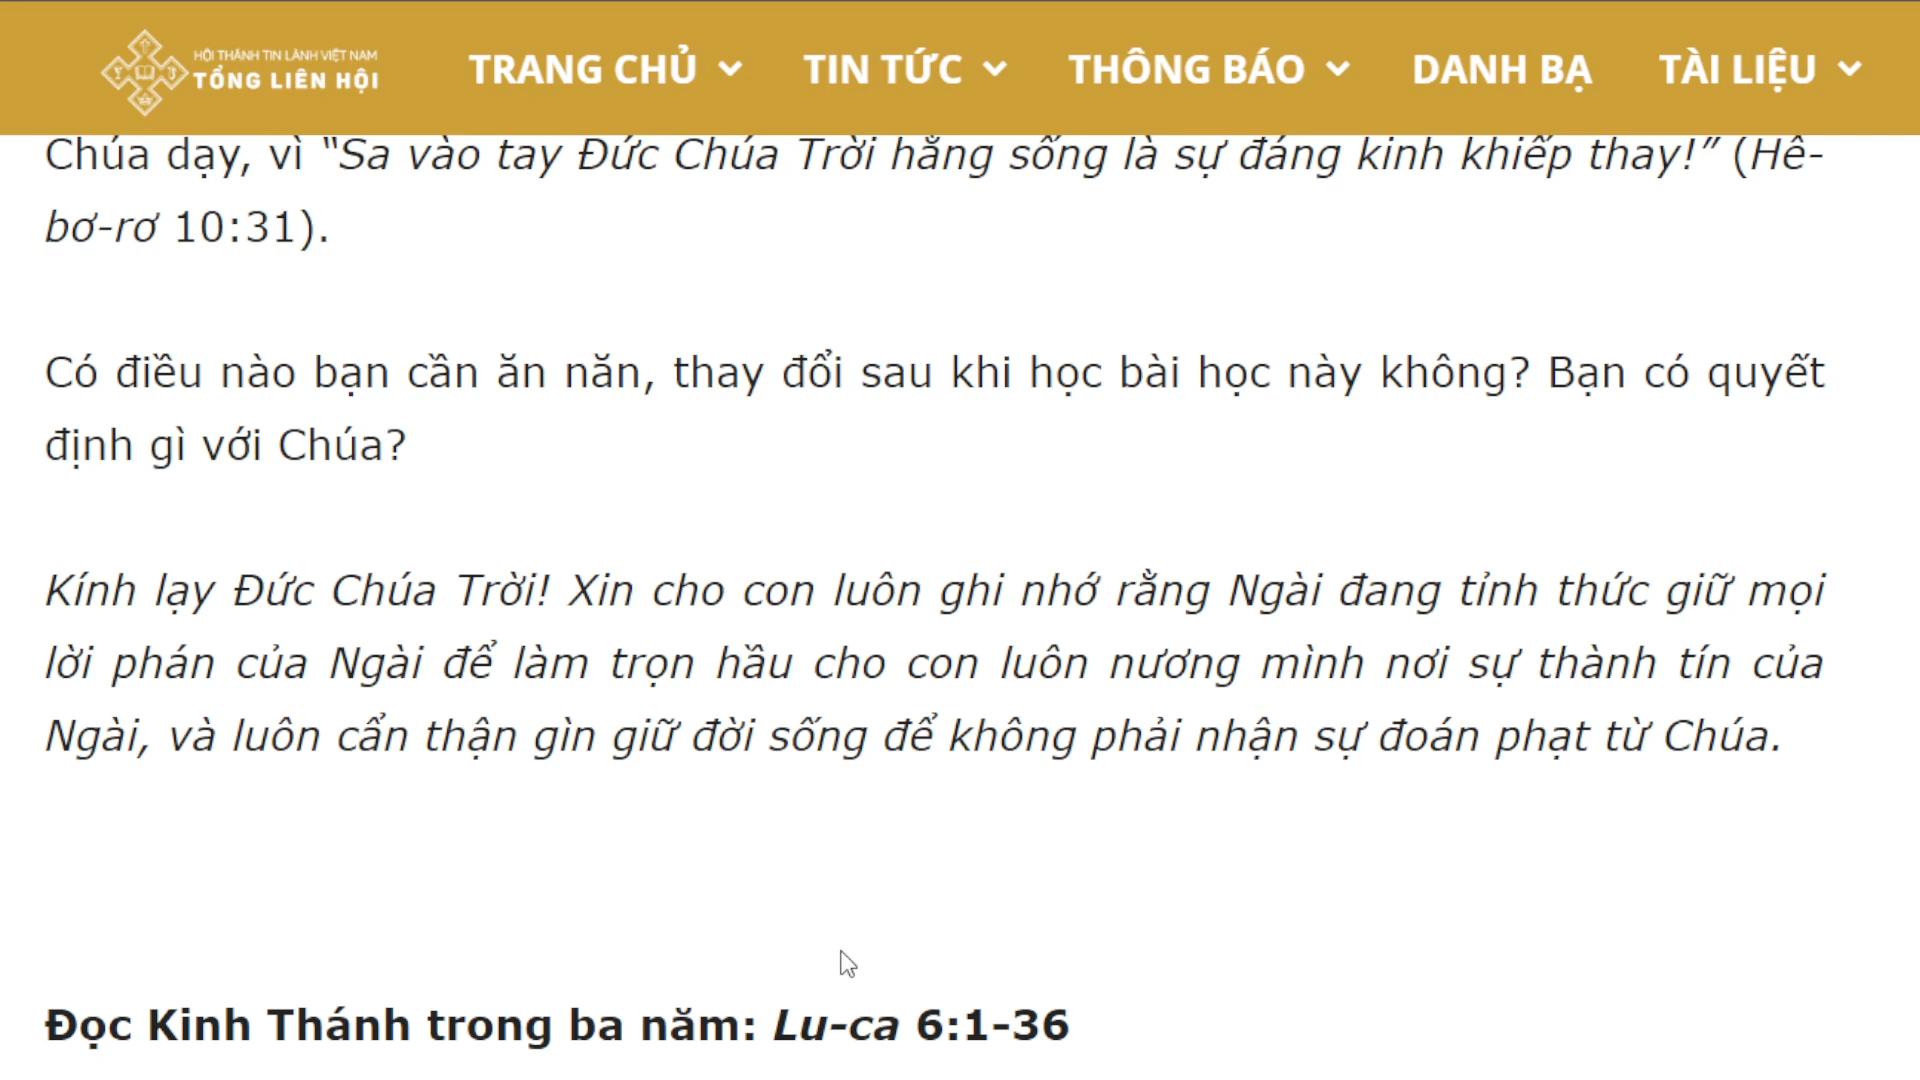 HỘI THÁNH TIN LÀNH VIỆT NAM
TỔNG LIÊN HỘI
TRANG CHỦ TIN TỨC THÔNG BÁO DANH BẠ TÀI LIỆU
Chúa dạy, vì “Sa vào tay Đức Chúa Trời hằng sống là sự đáng kinh khiếp thay!” (Hê-
bơ-rơ 10:31).
Có điều nào bạn cần ăn năn, thay đổi sau khi học bài học này không? Bạn có quyết
định gì với Chúa?
Kính lạy Đức Chúa Trời! Xin cho con luôn ghi nhớ rằng Ngài đang tỉnh thức giữ mọi
lời phán của Ngài để làm trọn hầu cho con luôn nương mình nơi sự thành tín của
Ngài, và luôn cẩn thận gìn giữ đời sống để không phải nhận sự đoán phạt từ Chúa.
Đọc Kinh Thánh trong ba năm: Lu-ca 6:1-36